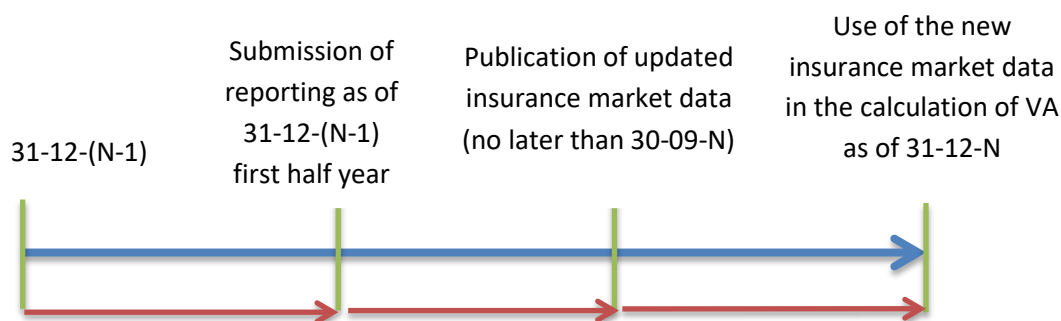 31-12-(N-1)
Submission of
reporting as of
31-12-(N-1)
first half year
Publication of updated
insurance market data
(no later than 30-09-N)
Use of the new
insurance market data
in the calculation of VA
as of 31-12-N